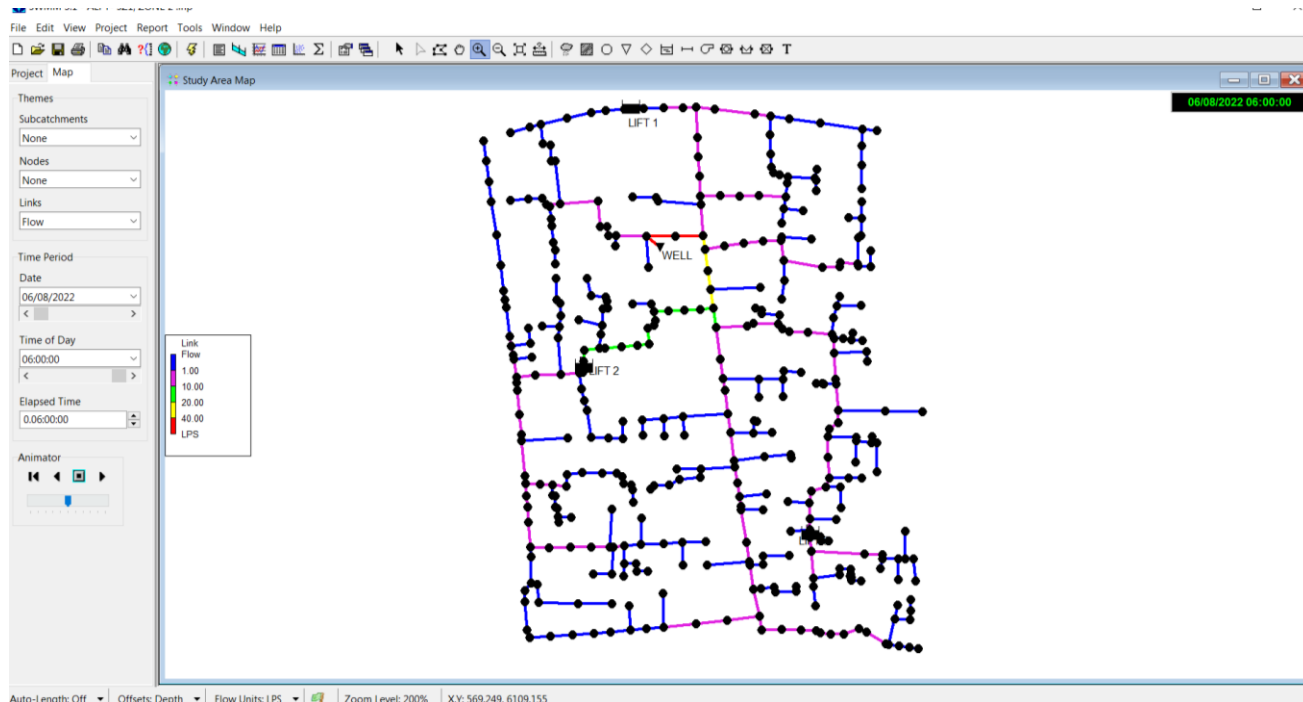 File Edit View Project Report Tools Window Help
Project Map
Study Area Map
06/08/2022 06:00:00
Themes
Subcatchments
None
Nodes
None
Links
Flow
Time Period
Date
06/08/2022
Time of Day
06:00:00
Elapsed Time
0.06:00:00
Animator
Link
Flow
1.00
10.00
20.00
40.00
LPS
LIFT 1
WELL
LIFT 2
Auto-Length: Off Offsets: Depth Flow Units: LPS Zoom Level: 200% X,Y: 569.249, 6109.155